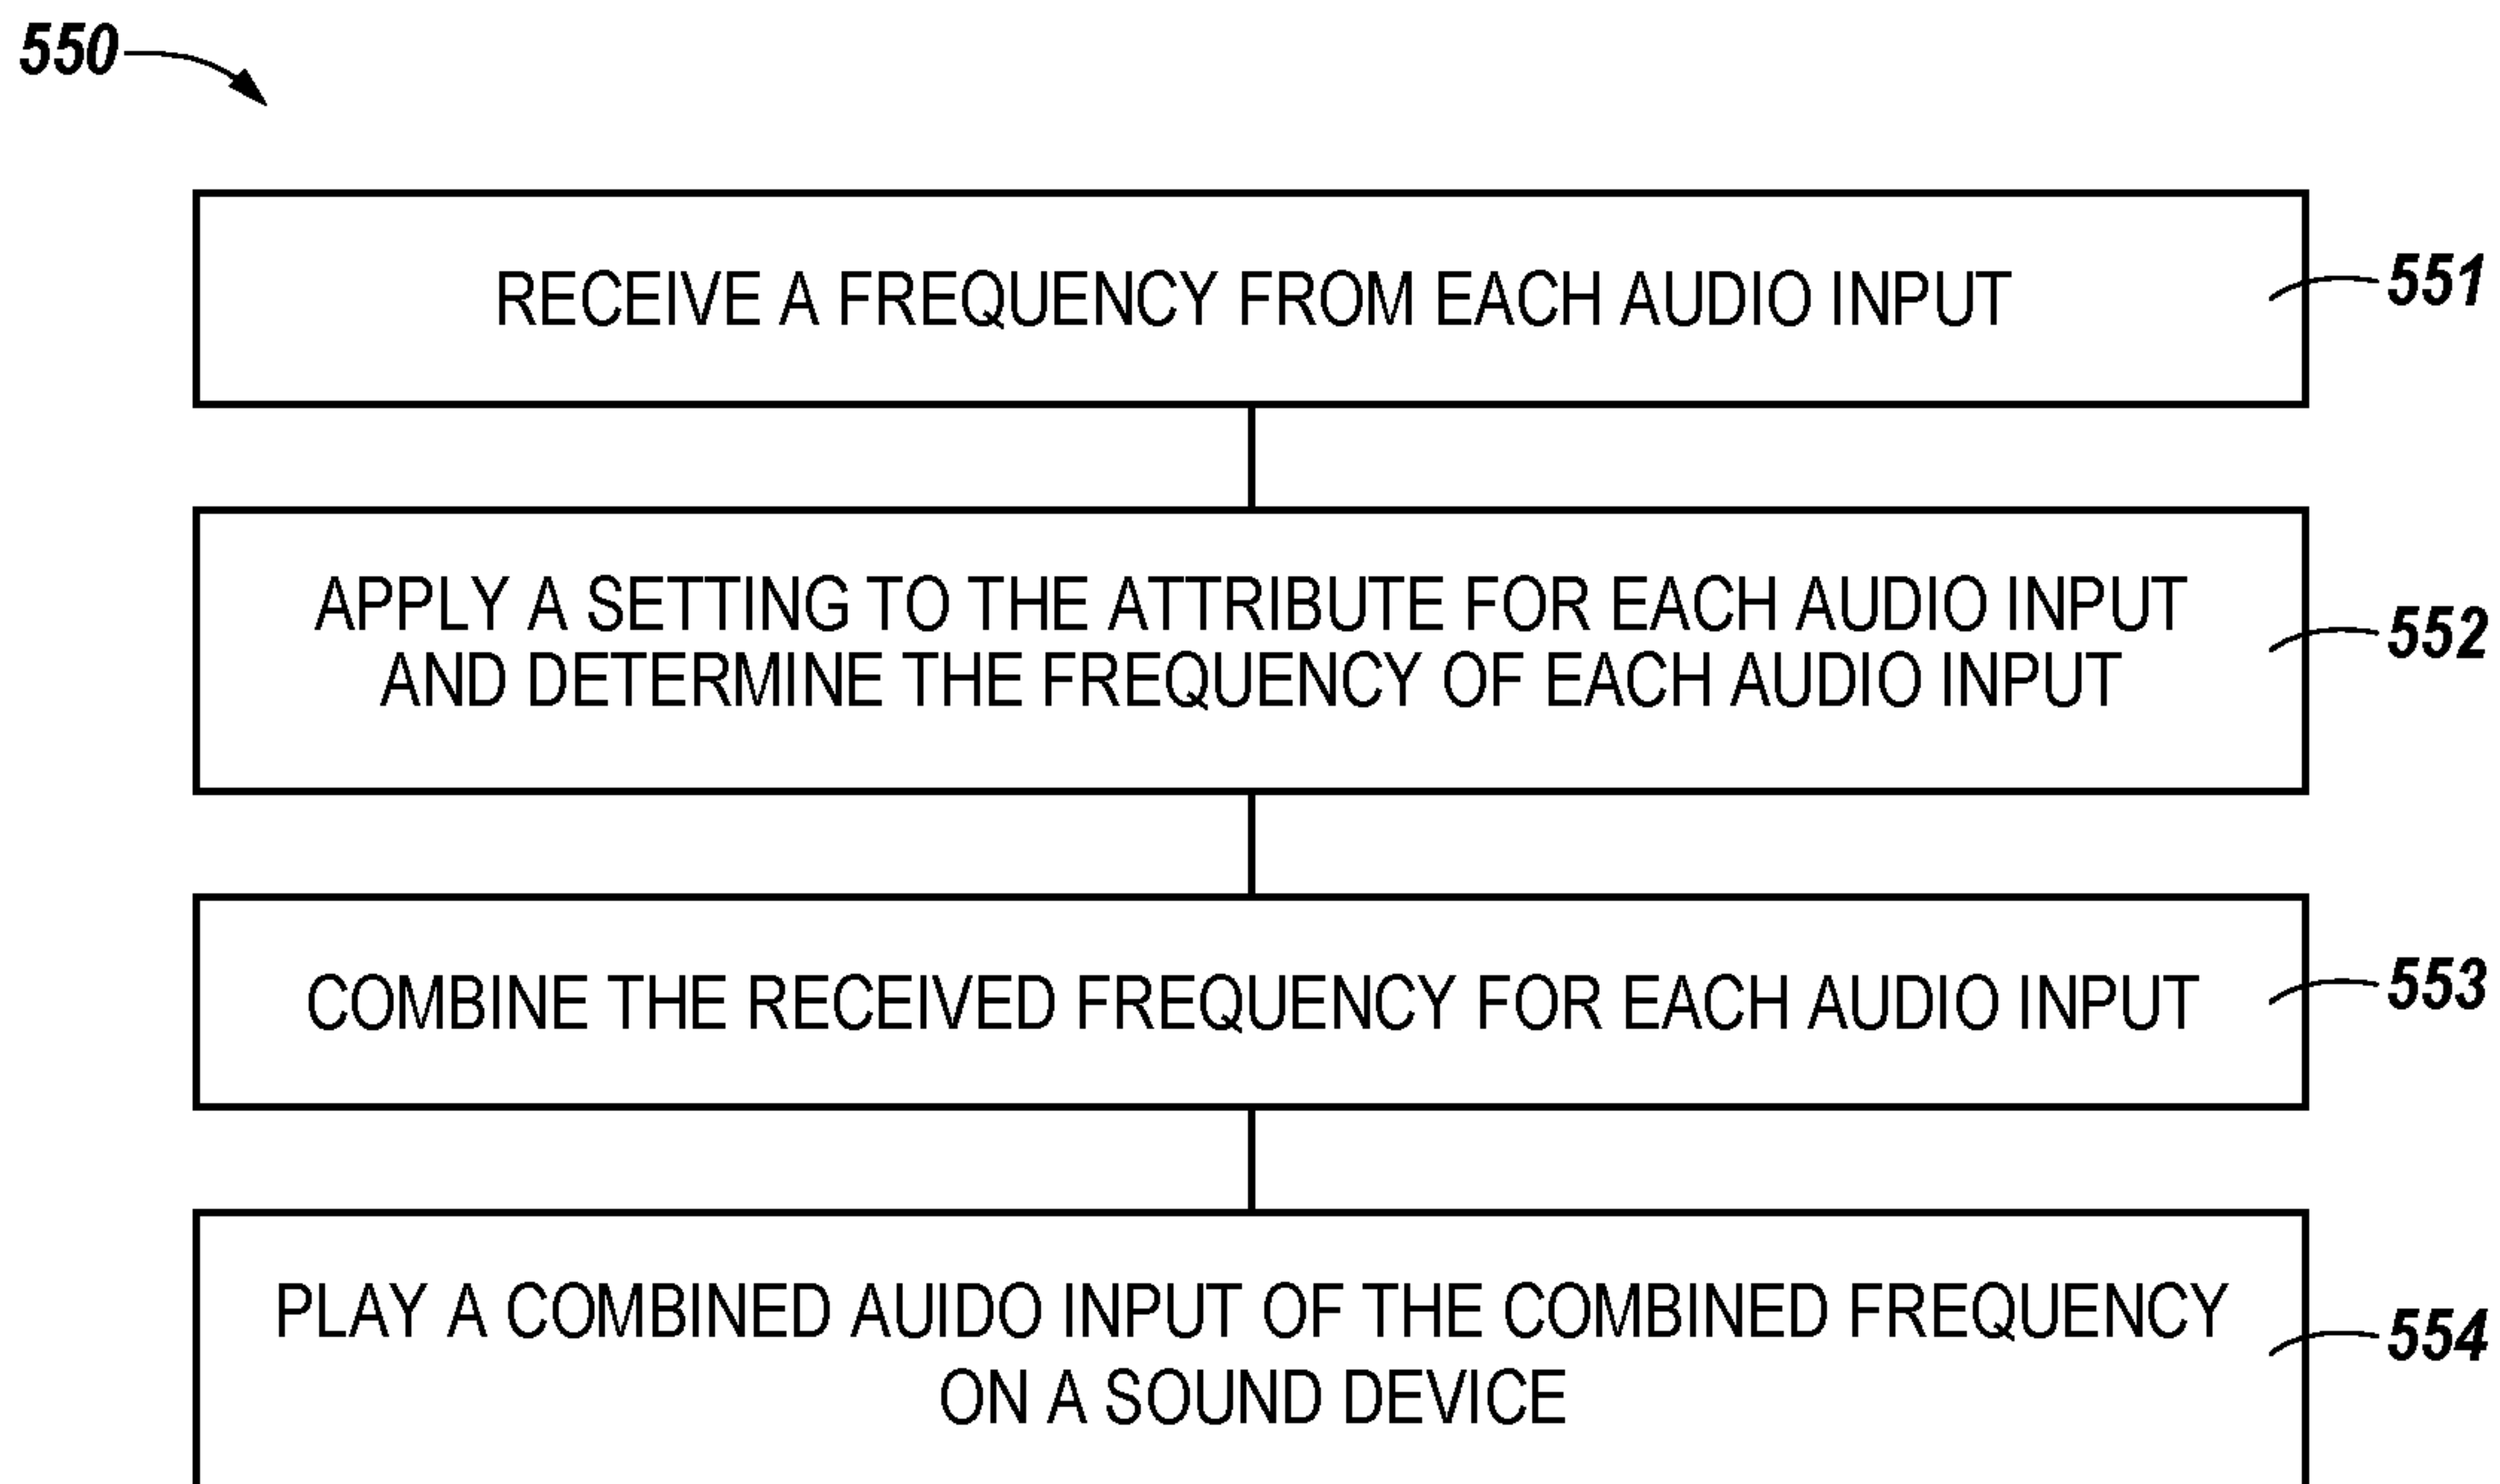 550
RECEIVE A FREQUENCY FROM EACH AUDIO INPUT
551
APPLY A SETTING TO THE ATTRIBUTE FOR EACH AUDIO INPUT
AND DETERMINE THE FREQUENCY OF EACH AUDIO INPUT
552
COMBINE THE RECEIVED FREQUENCY FOR EACH AUDIO INPUT
553
PLAY A COMBINED AUIDO INPUT OF THE COMBINED FREQUENCY
ON A SOUND DEVICE
554